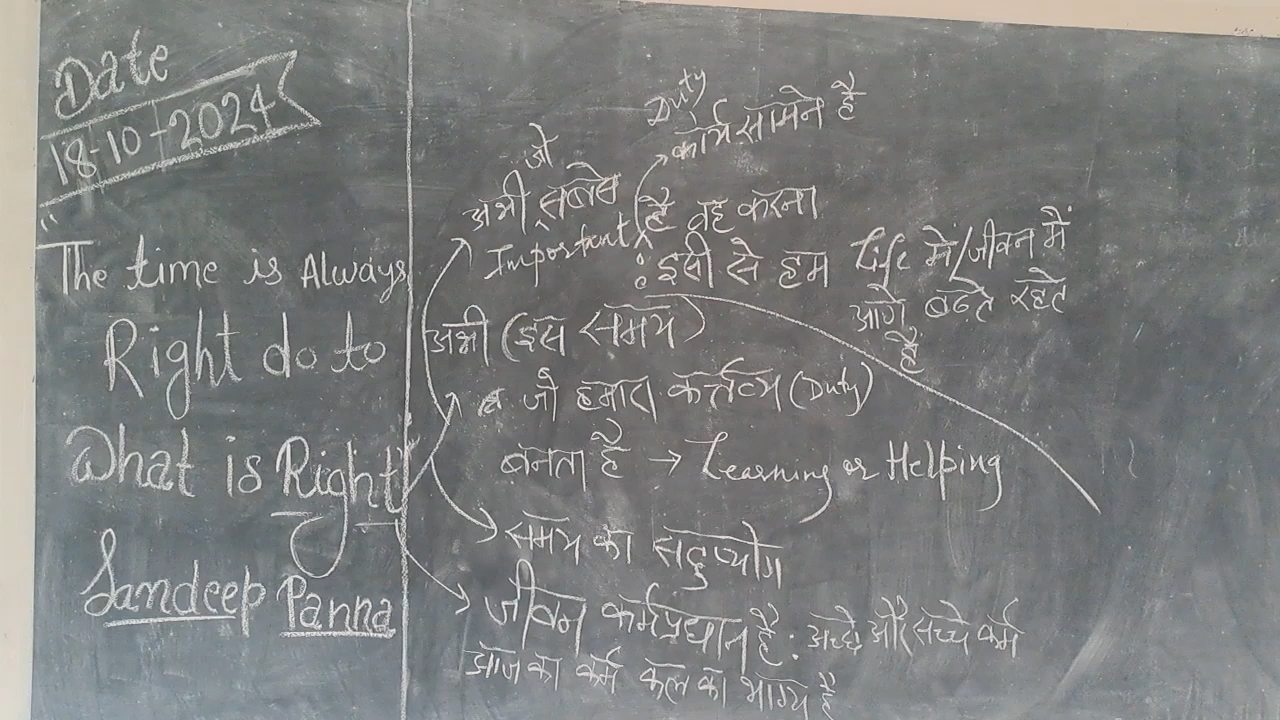 Date
18-10-2024
"The time is Always
Right do to
What is Right
Sandeep Panna
Duty
कार्य सामने है
जो
अभी सबसे
Important है वह करना
इसी से हम Life में/जीवन में
आगे बढते रहते
है
अभी (इस समय)
जो हमारा कर्त्तव्य (Duty)
बनता है → Learning or Helping
समय का सदुप्योग
जीवन कर्मप्रधान है : अच्छे और सच्चे कर्म
आज का कर्म कल का भाग्य है